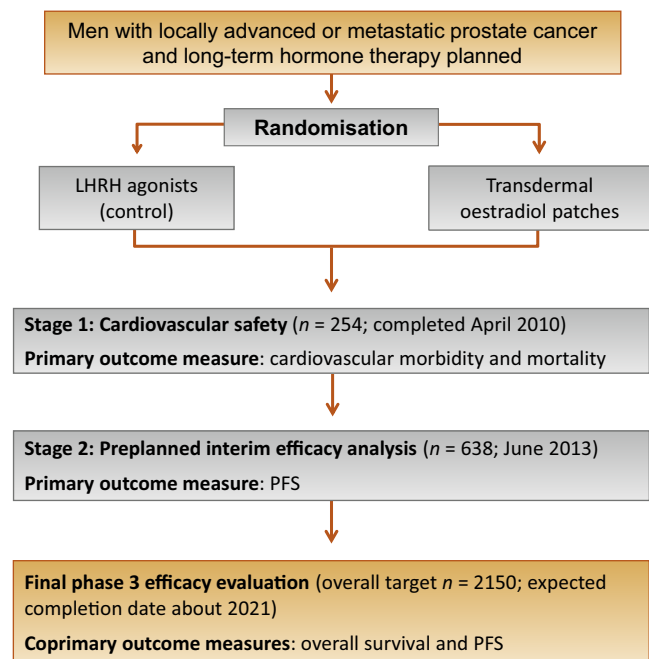 Men with locally advanced or metastatic prostate cancer
and long-term hormone therapy planned
Randomisation
LHRH agonists
(control)
Transdermal
oestradiol patches
Stage 1: Cardiovascular safety (n = 254; completed April 2010)
Primary outcome measure: cardiovascular morbidity and mortality
Stage 2: Preplanned interim efficacy analysis (n = 638; June 2013)
Primary outcome measure: PFS
Final phase 3 efficacy evaluation (overall target n = 2150; expected
completion date about 2021)
Coprimary outcome measures: overall survival and PFS